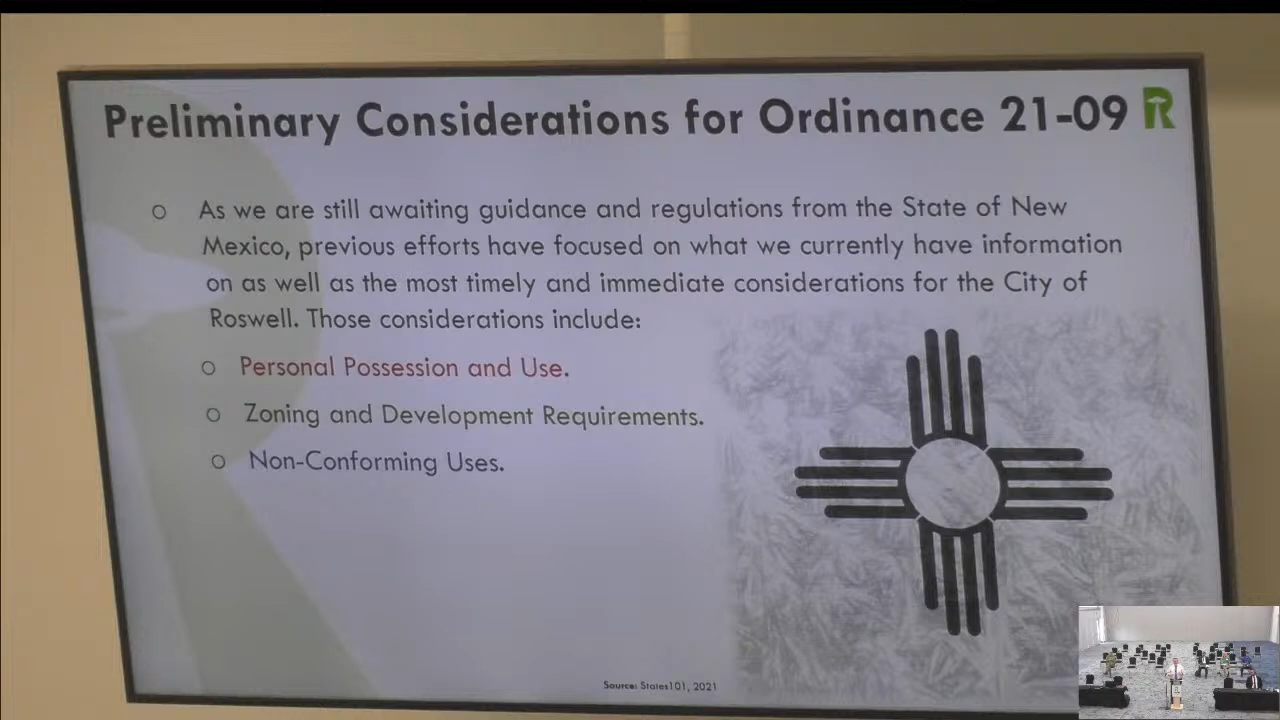 Preliminary Considerations for Ordinance 21-09 R
As we are still awaiting guidance and regulations from the State of New
Mexico, previous efforts have focused on what we currently have information
on as well as the most timely and immediate considerations for the City of
Roswell. Those considerations include:
Personal Possession and Use.
Zoning and Development Requirements.
Non-Conforming Uses.
Source: States101, 2021